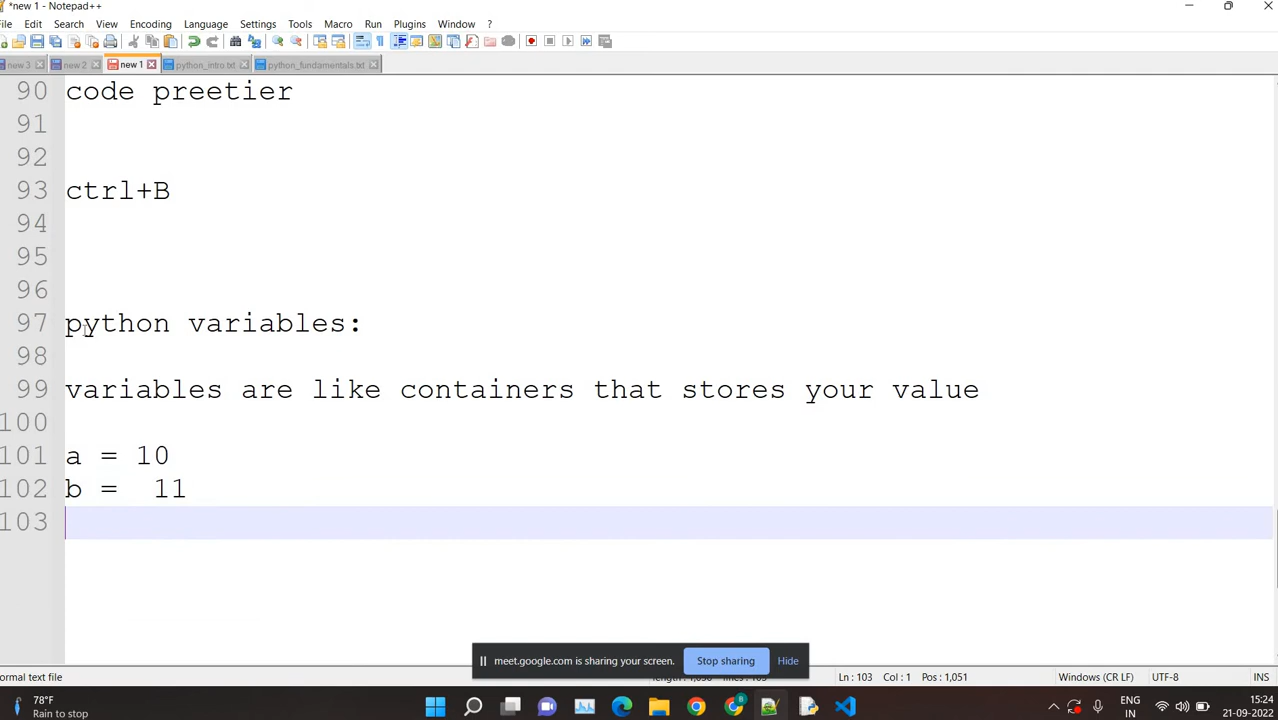 *new 1 - Notepad++
File Edit Search View Encoding Language Settings Tools Macro Run Plugins Window ?
new 3 new 2 new 1 python_intro.txt python_fundamentals.txt
90 code preetier
91
92
93 ctrl+B
94
95
96
97 python variables:
98
99 variables are like containers that stores your value
100
101 a = 10
102 b =  11
103
meet.google.com is sharing your screen. Stop sharing Hide
ormal text file Ln : 103 Col : 1 Pos : 1,051 Windows (CR LF) UTF-8 INS
78°F
Rain to stop
ENG
IN
15:24
21-09-2022